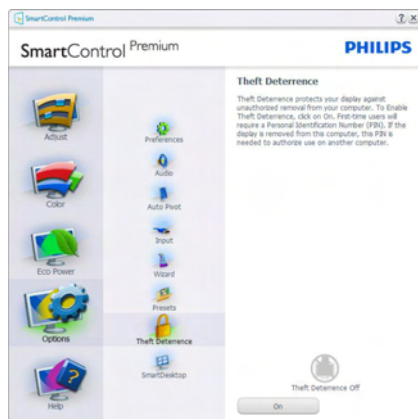 SmartControl Premium
SmartControl Premium
PHILIPS
Adjust
Color
Eco Power
Options
Help
Preferences
Audio
Auto Pivot
Input
Wizard
Presets
Theft Deterrence
SmartDesktop
Theft Deterrence
Theft Deterrence protects your display against
unauthorized removal from your computer. To Enable
Theft Deterrence, click on On. First-time users will
require a Personal Identification Number (PIN). If the
display is removed from this computer, this PIN is
needed to authorize use on another computer.
Theft Deterrence Off
On